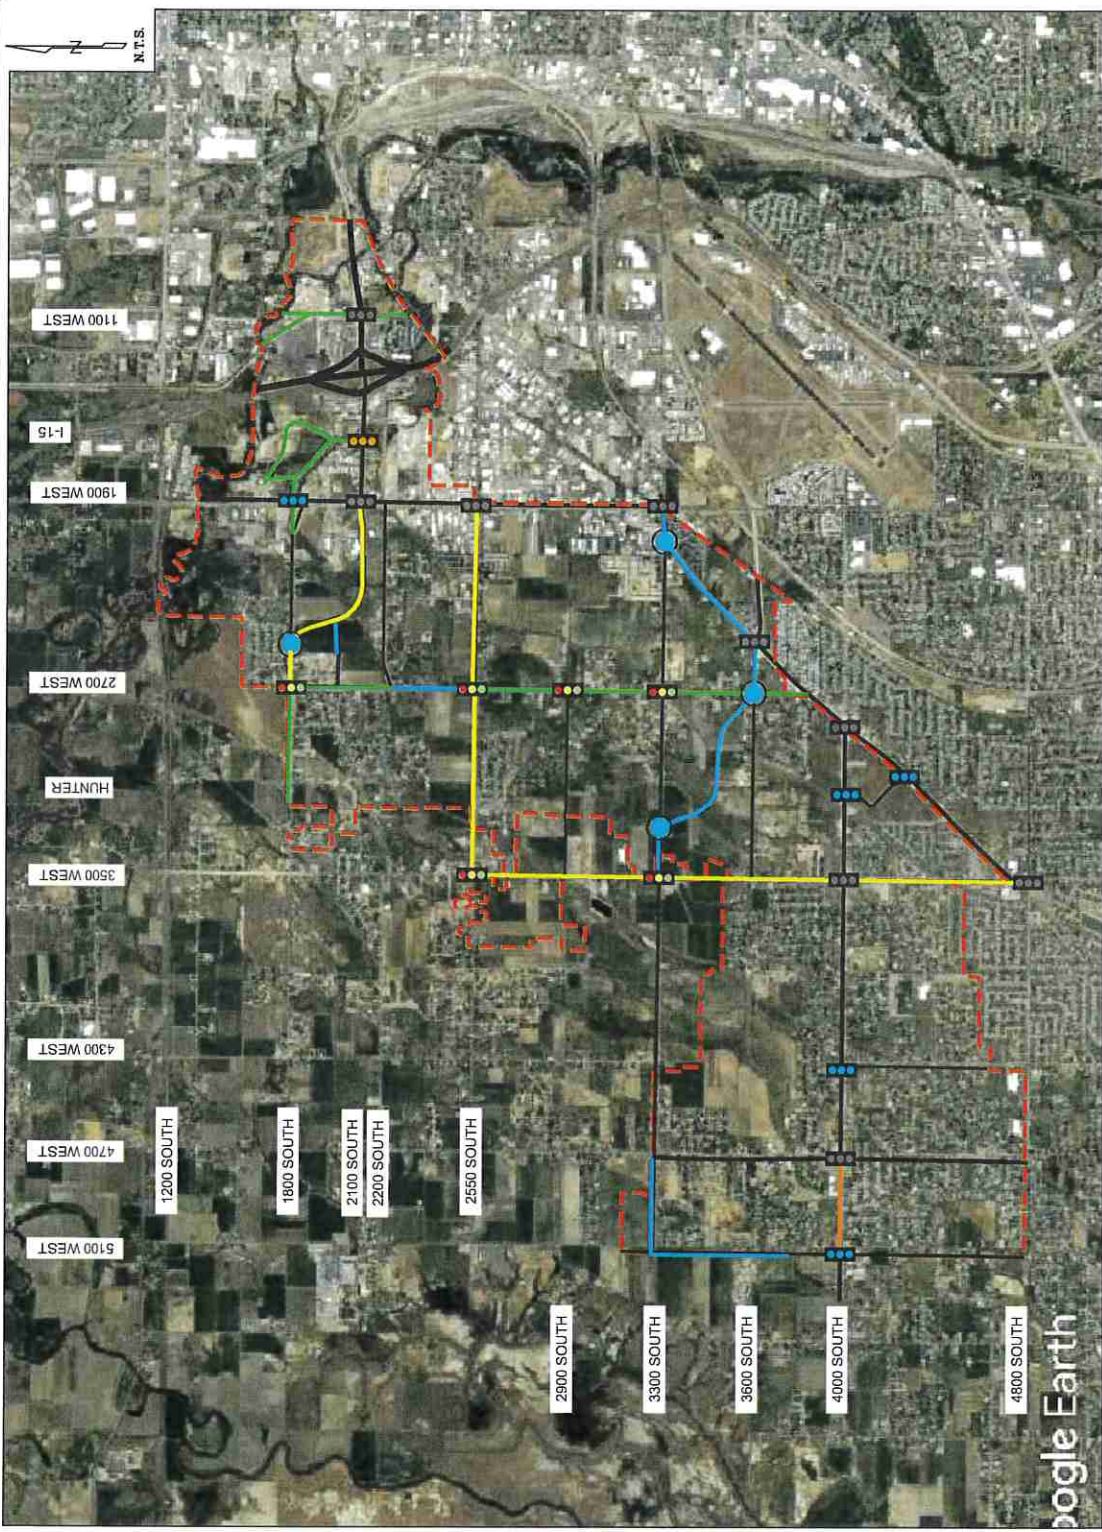 N
N.T.S.
1100 WEST
I-15
1900 WEST
2700 WEST
HUNTER
3500 WEST
4300 WEST
4700 WEST
5100 WEST
1200 SOUTH
1800 SOUTH
2100 SOUTH
2200 SOUTH
2550 SOUTH
2900 SOUTH
3300 SOUTH
3600 SOUTH
4000 SOUTH
4800 SOUTH
oogle Earth